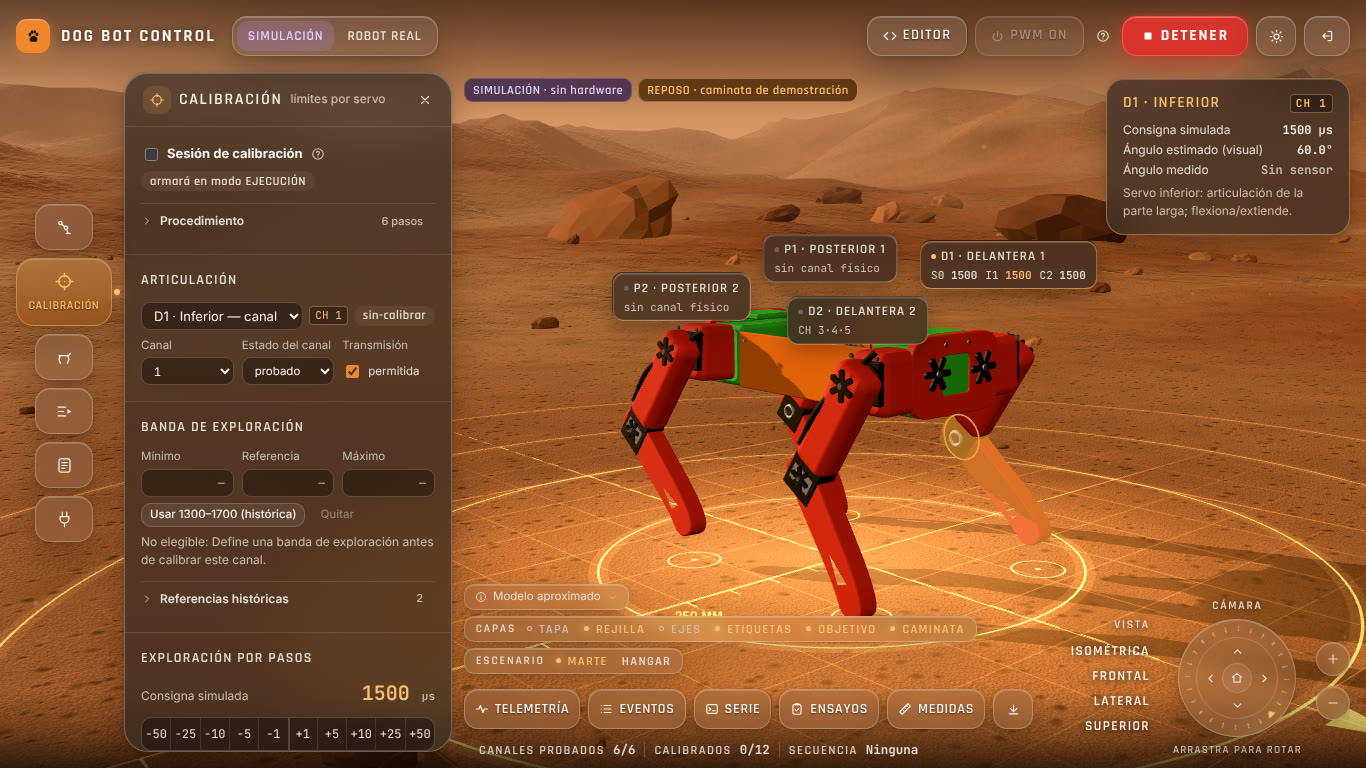 DOG BOT CONTROL
SIMULACIÓN ROBOT REAL
EDITOR
PWM ON
DETENER
CALIBRACIÓN límites por servo
Sesión de calibración
armará en modo EJECUCIÓN
Procedimiento 6 pasos
CALIBRACIÓN
ARTICULACIÓN
D1 · Inferior — canal CH 1 sin-calibrar
Canal Estado del canal Transmisión
1 probado permitida
BANDA DE EXPLORACIÓN
Mínimo Referencia Máximo
– – –
Usar 1300–1700 (histórica) Quitar
No elegible: Define una banda de exploración antes
de calibrar este canal.
Referencias históricas 2
EXPLORACIÓN POR PASOS
Consigna simulada 1500 µs
-50 -25 -10 -5 -1 +1 +5 +10 +25 +50
SIMULACIÓN · sin hardware REPOSO · caminata de demostración
D1 · INFERIOR CH 1
Consigna simulada 1500 µs
Ángulo estimado (visual) 60.0°
Ángulo medido Sin sensor
Servo inferior: articulación de la
parte larga; flexiona/extiende.
P1 · POSTERIOR 1
sin canal físico
D1 · DELANTERA 1
S0 1500 I1 1500 C2 1500
P2 · POSTERIOR 2
sin canal físico
D2 · DELANTERA 2
CH 3·4·5
Modelo aproximado
CAPAS TAPA REJILLA EJES ETIQUETAS OBJETIVO CAMINATA
ESCENARIO MARTE HANGAR
TELEMETRÍA EVENTOS SERIE ENSAYOS MEDIDAS
CANALES PROBADOS 6/6 CALIBRADOS 0/12 SECUENCIA Ninguna
CÁMARA
VISTA
ISOMÉTRICA
FRONTAL
LATERAL
SUPERIOR
ARRASTRA PARA ROTAR